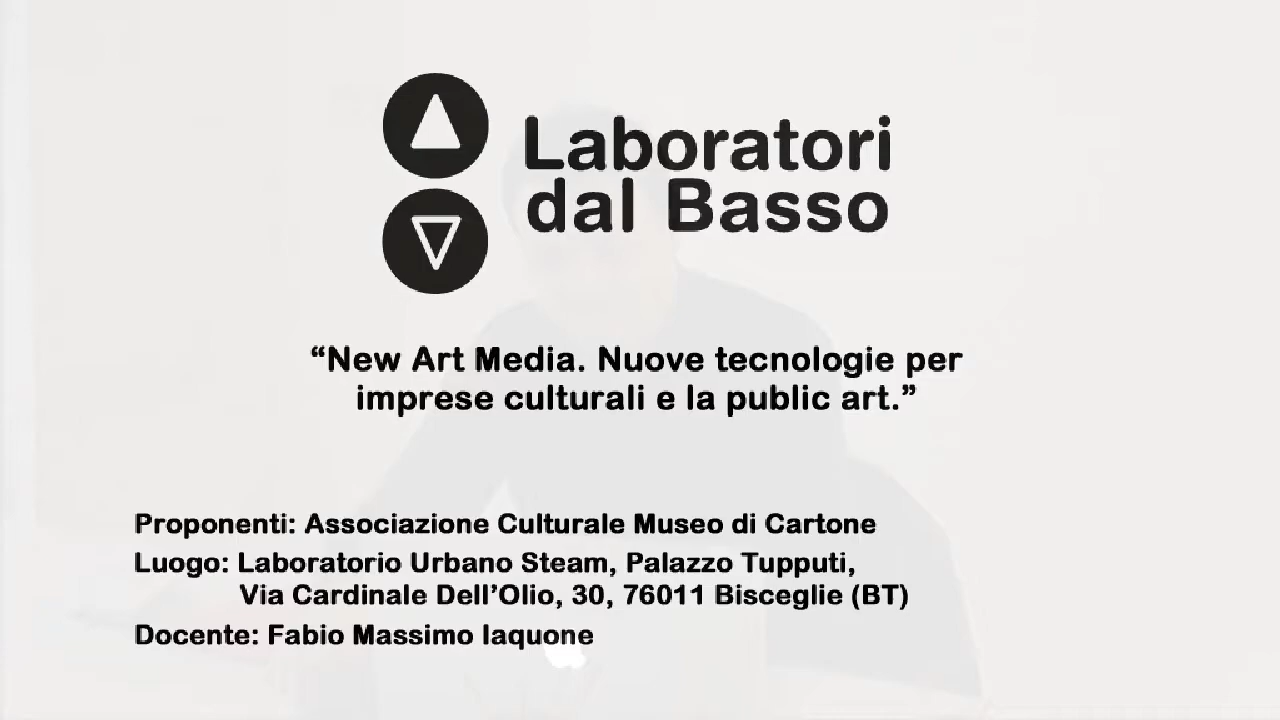 Laboratori
dal Basso
“New Art Media. Nuove tecnologie per
imprese culturali e la public art.”
Proponenti: Associazione Culturale Museo di Cartone
Luogo: Laboratorio Urbano Steam, Palazzo Tupputi,
Via Cardinale Dell’Olio, 30, 76011 Bisceglie (BT)
Docente: Fabio Massimo Iaquone